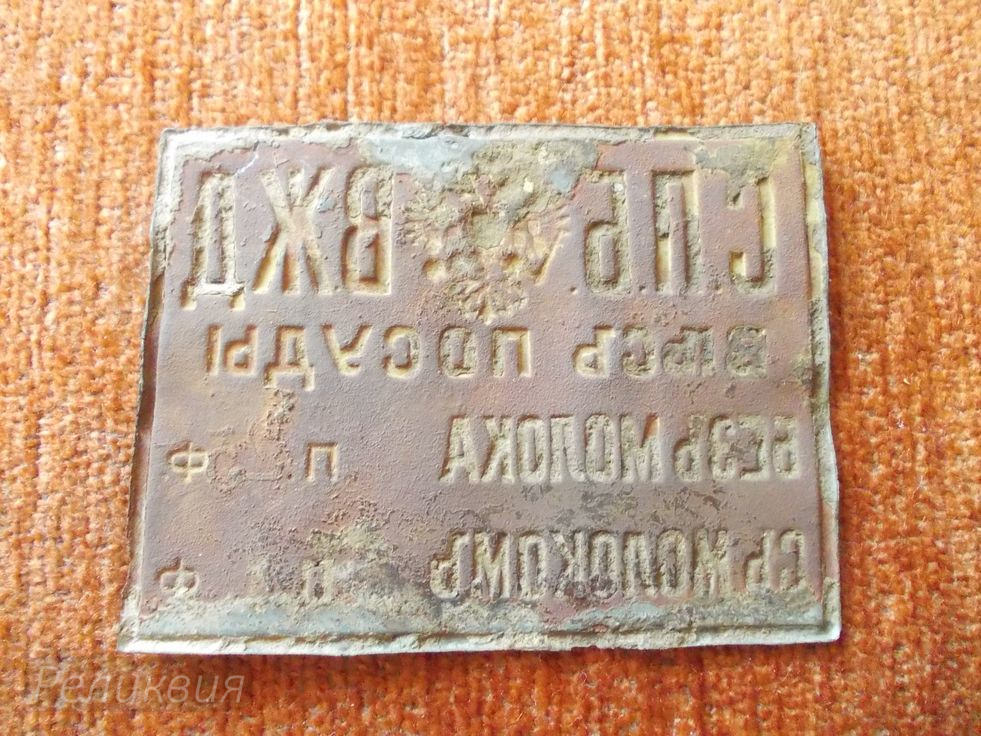 С.П.Б. В.Ж.Д
ВѢСЪ ПОСУДЫ
БЕЗЪ МОЛОКА П. Ф.
СЪ МОЛОКОМЪ П. Ф
Реликвия